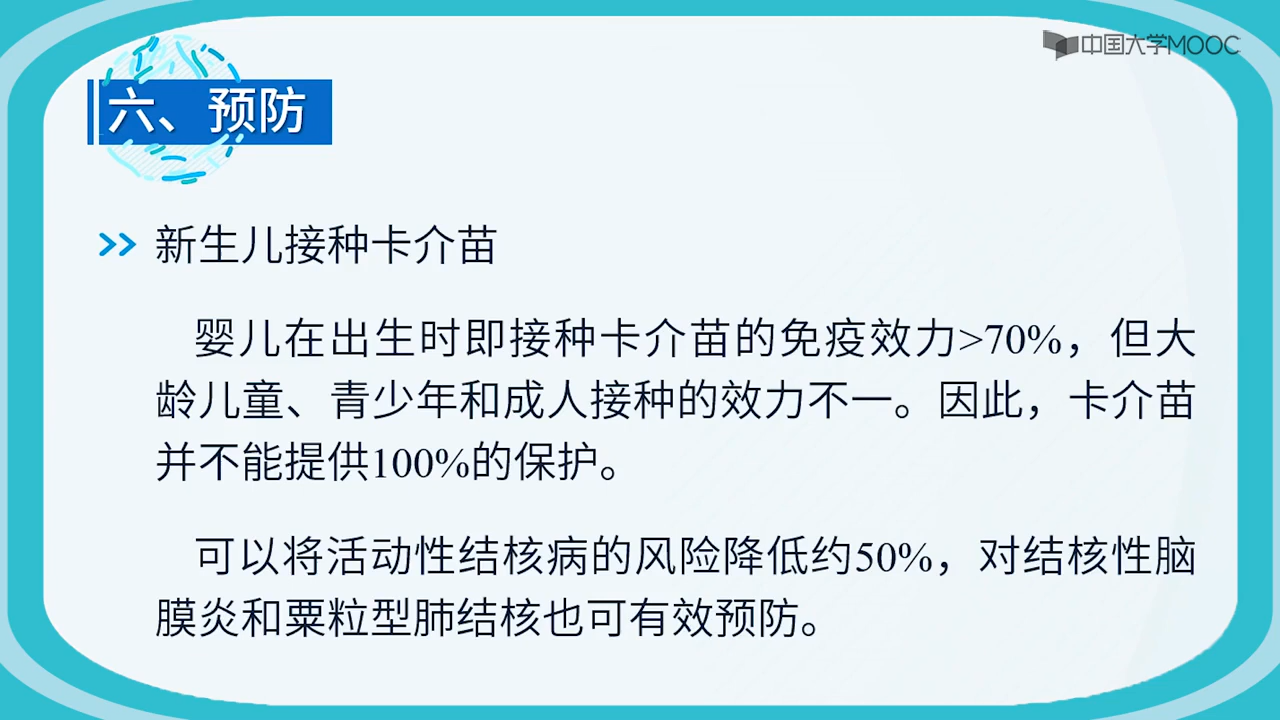 中国大学MOOC
六、预防
新生儿接种卡介苗
婴儿在出生时即接种卡介苗的免疫效力>70%，但大
龄儿童、青少年和成人接种的效力不一。因此，卡介苗
并不能提供100%的保护。
可以将活动性结核病的风险降低约50%，对结核性脑
膜炎和粟粒型肺结核也可有效预防。